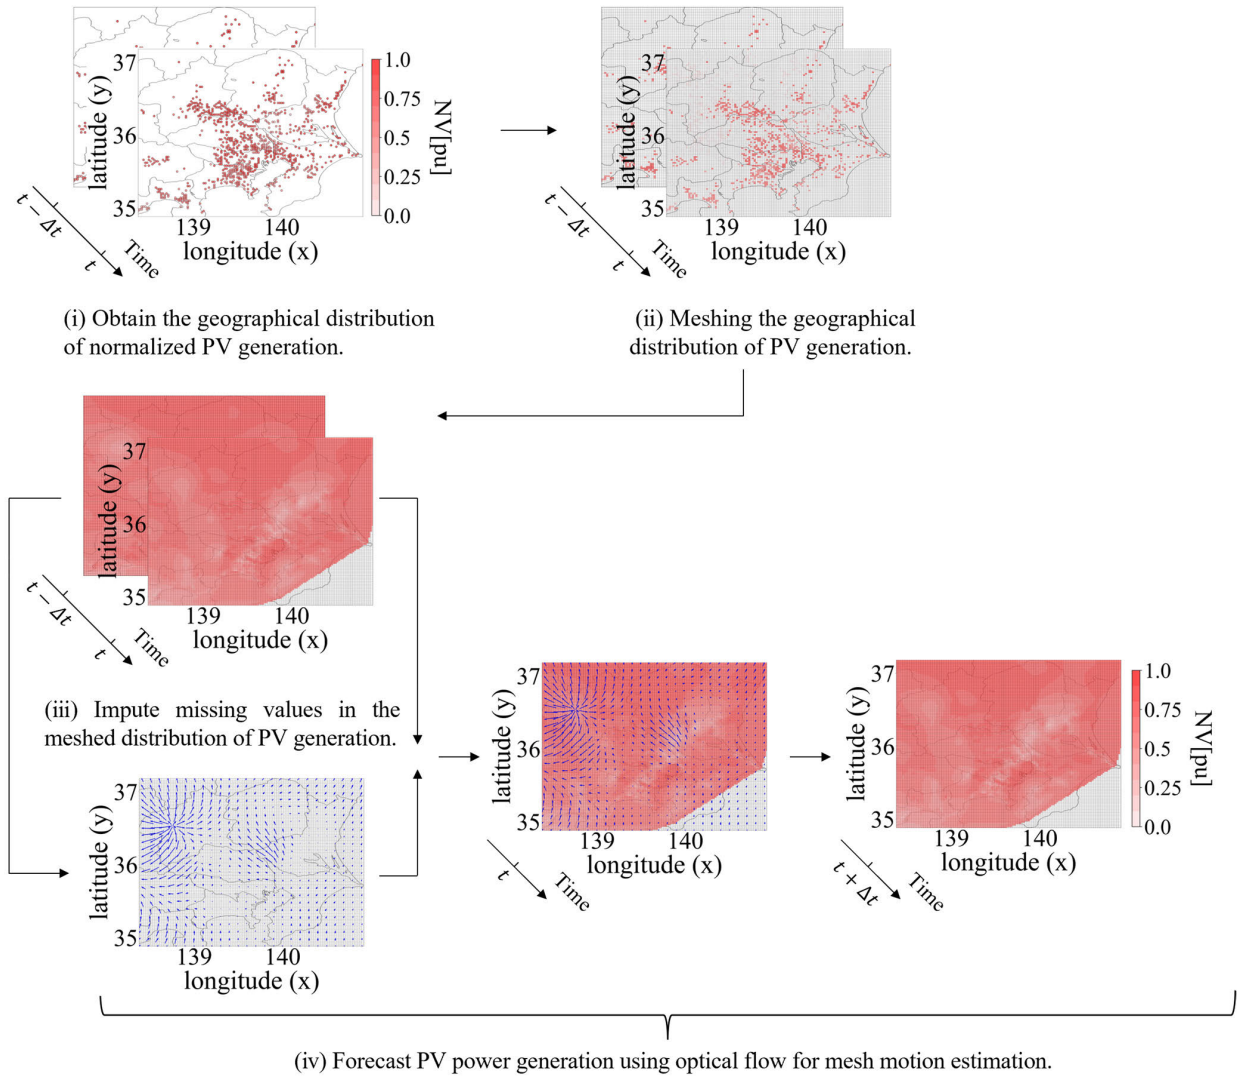 37
36
35
latitude (y)
139 140
longitude (x)
t − Δt
t
Time
1.0
0.75
0.5
0.25
0.0
NV[pu]
37
36
35
latitude (y)
139 140
longitude (x)
t − Δt
t
Time
(i) Obtain the geographical distribution
of normalized PV generation.
(ii) Meshing the geographical
distribution of PV generation.
37
36
35
latitude (y)
139 140
longitude (x)
t − Δt
t
Time
(iii) Impute missing values in the
meshed distribution of PV generation.
37
36
35
latitude (y)
139 140
longitude (x)
37
36
35
latitude (y)
139 140
longitude (x)
t
Time
37
36
35
latitude (y)
139 140
longitude (x)
t + Δt
Time
1.0
0.75
0.5
0.25
0.0
NV[pu]
(iv) Forecast PV power generation using optical flow for mesh motion estimation.